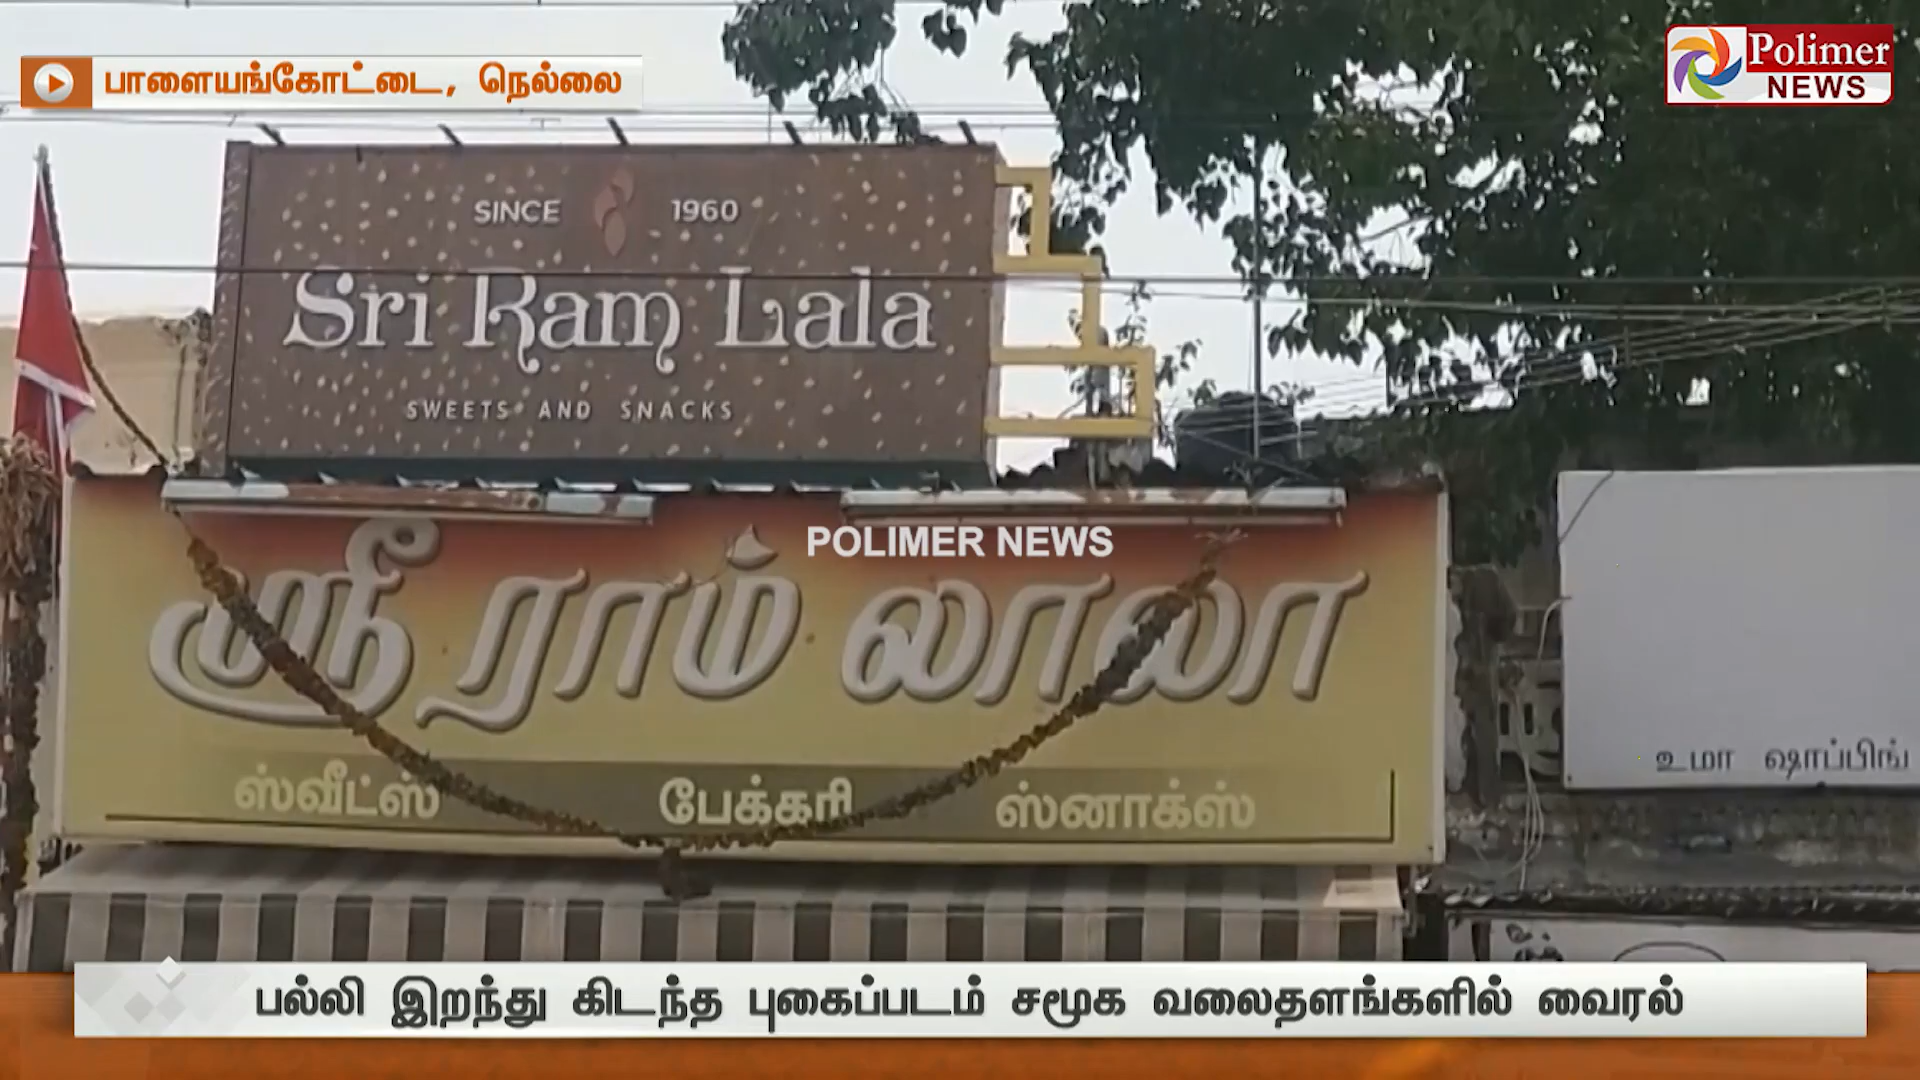 பாளையங்கோட்டை, நெல்லை
Polimer
NEWS
SINCE 1960
Sri Ram Lala
SWEETS AND SNACKS
POLIMER NEWS
ஸ்ரீ ராம் லாலா
ஸ்வீட்ஸ் பேக்கரி ஸ்னாக்ஸ்
உமா ஷாப்பிங்
பல்லி இறந்து கிடந்த புகைப்படம் சமூக வலைதளங்களில் வைரல்